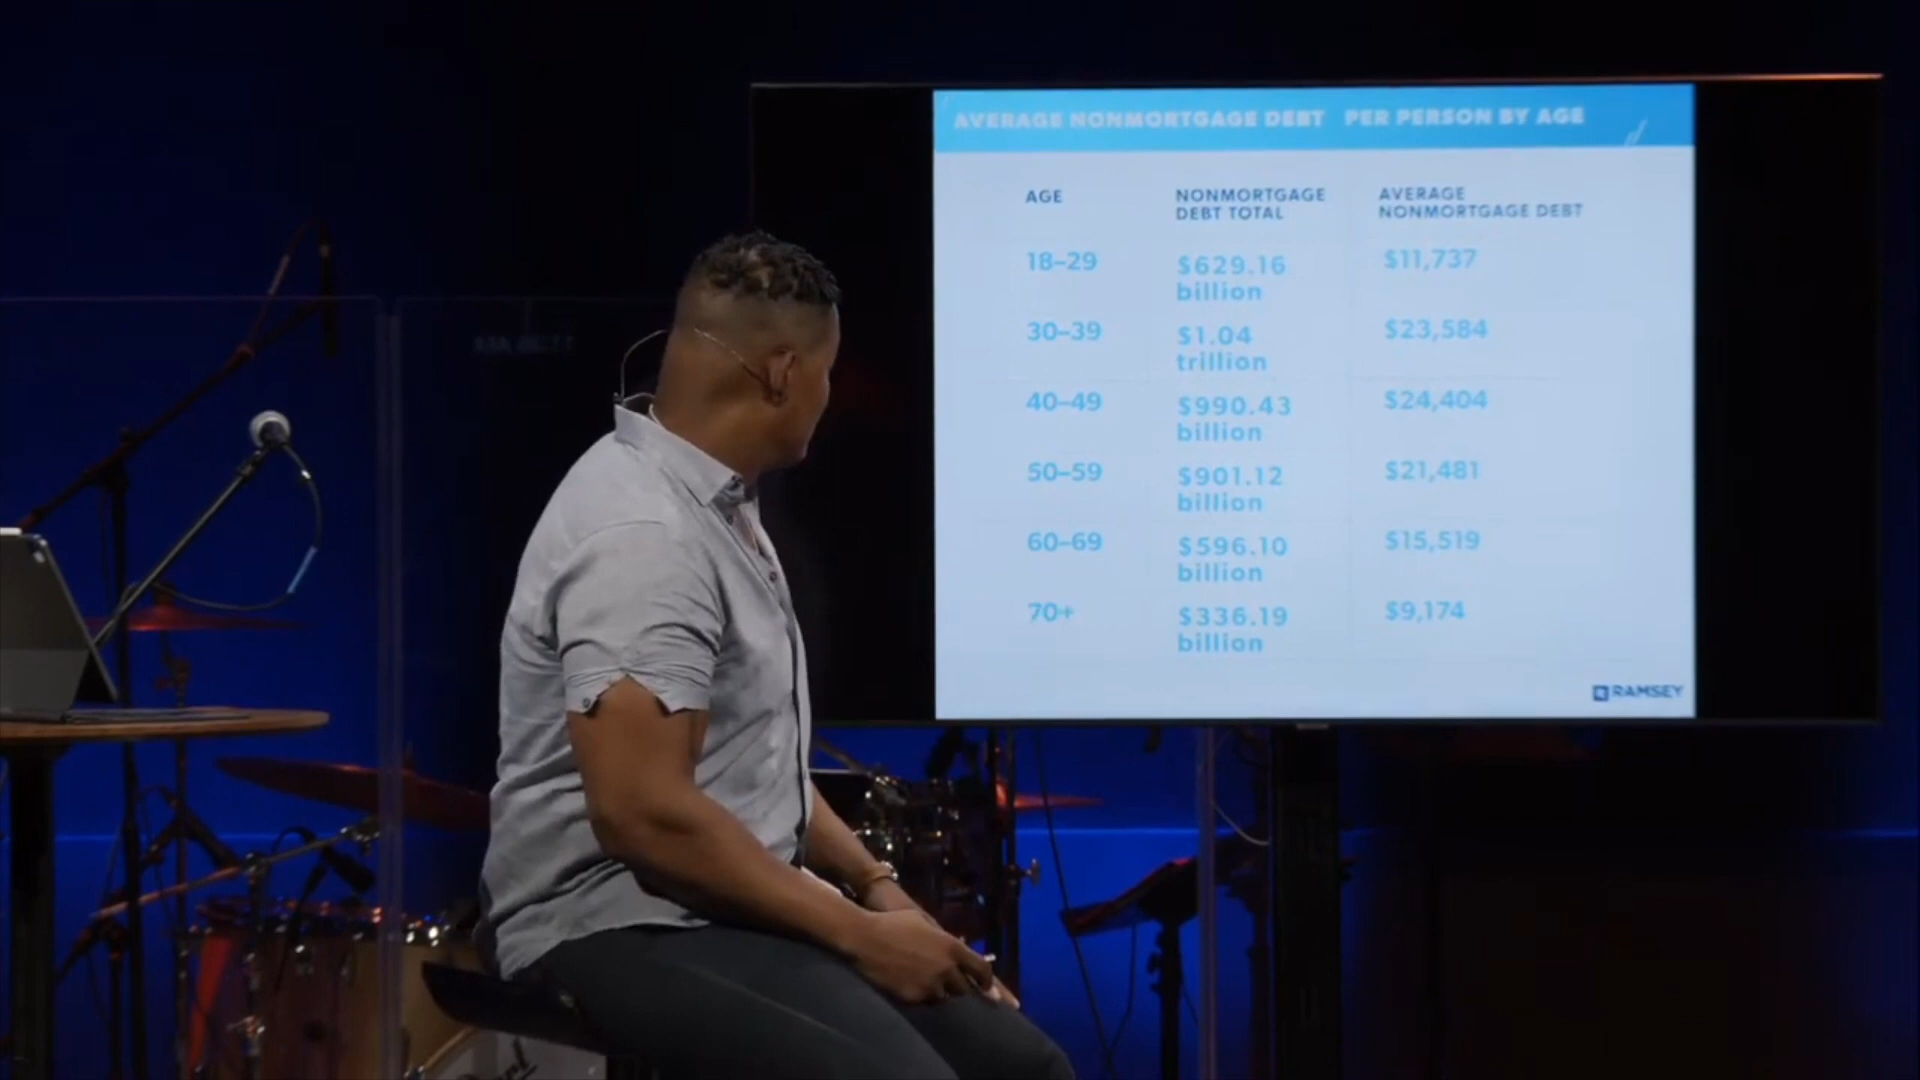 AVERAGE NONMORTGAGE DEBT PER PERSON BY AGE
AGE
NONMORTGAGE
DEBT TOTAL
AVERAGE
NONMORTGAGE DEBT
18–29
$629.16
billion
$11,737
30–39
$1.04
trillion
$23,584
40–49
$990.43
billion
$24,404
50–59
$901.12
billion
$21,481
60–69
$596.10
billion
$15,519
70+
$336.19
billion
$9,174
RAMSEY